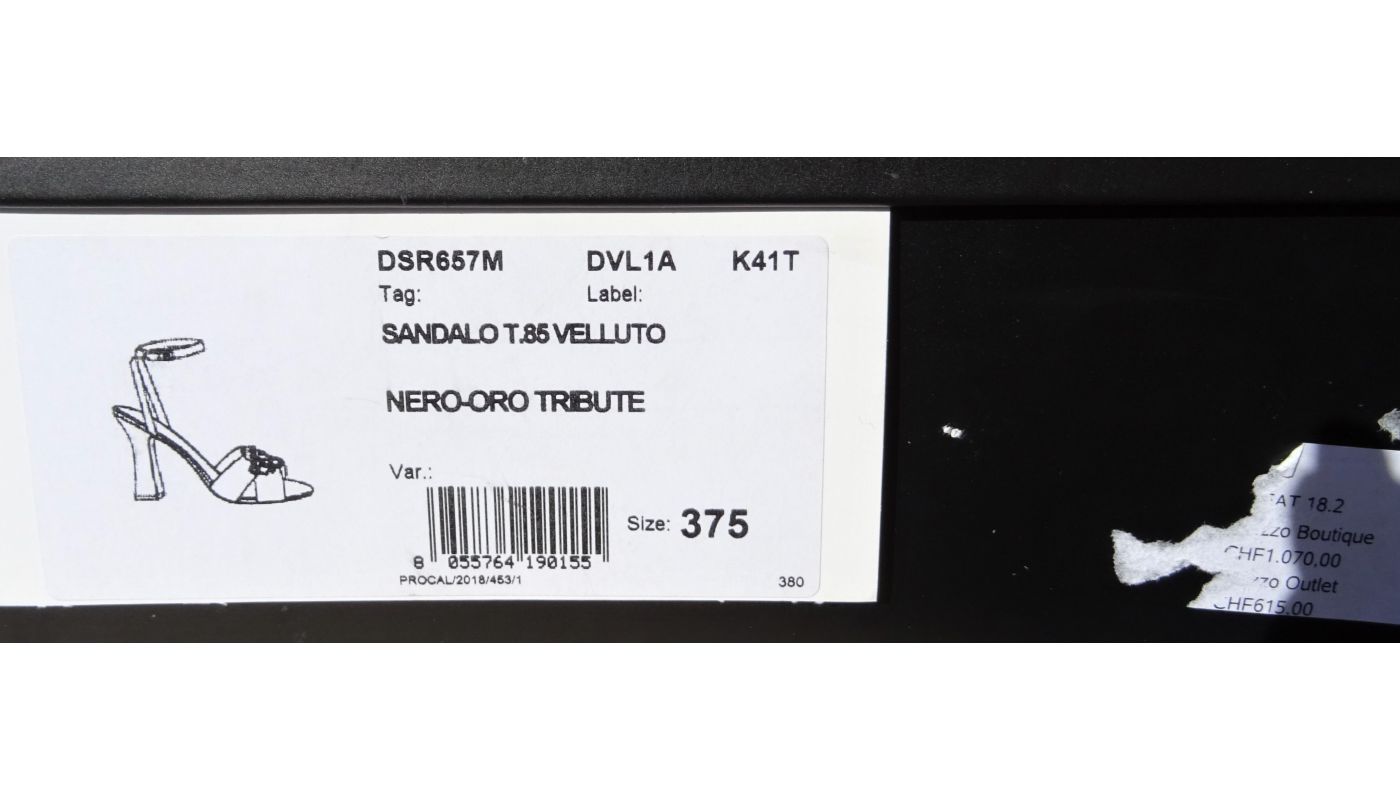 DSR657M DVL1A K41T
Tag: Label:
SANDALO T.85 VELLUTO
NERO-ORO TRIBUTE
Var.:
Size: 375
8 055764 190155
PROCAL/2018/453/1 380
18.2
Boutique
CHF1.070,00
Outlet
CHF615.00